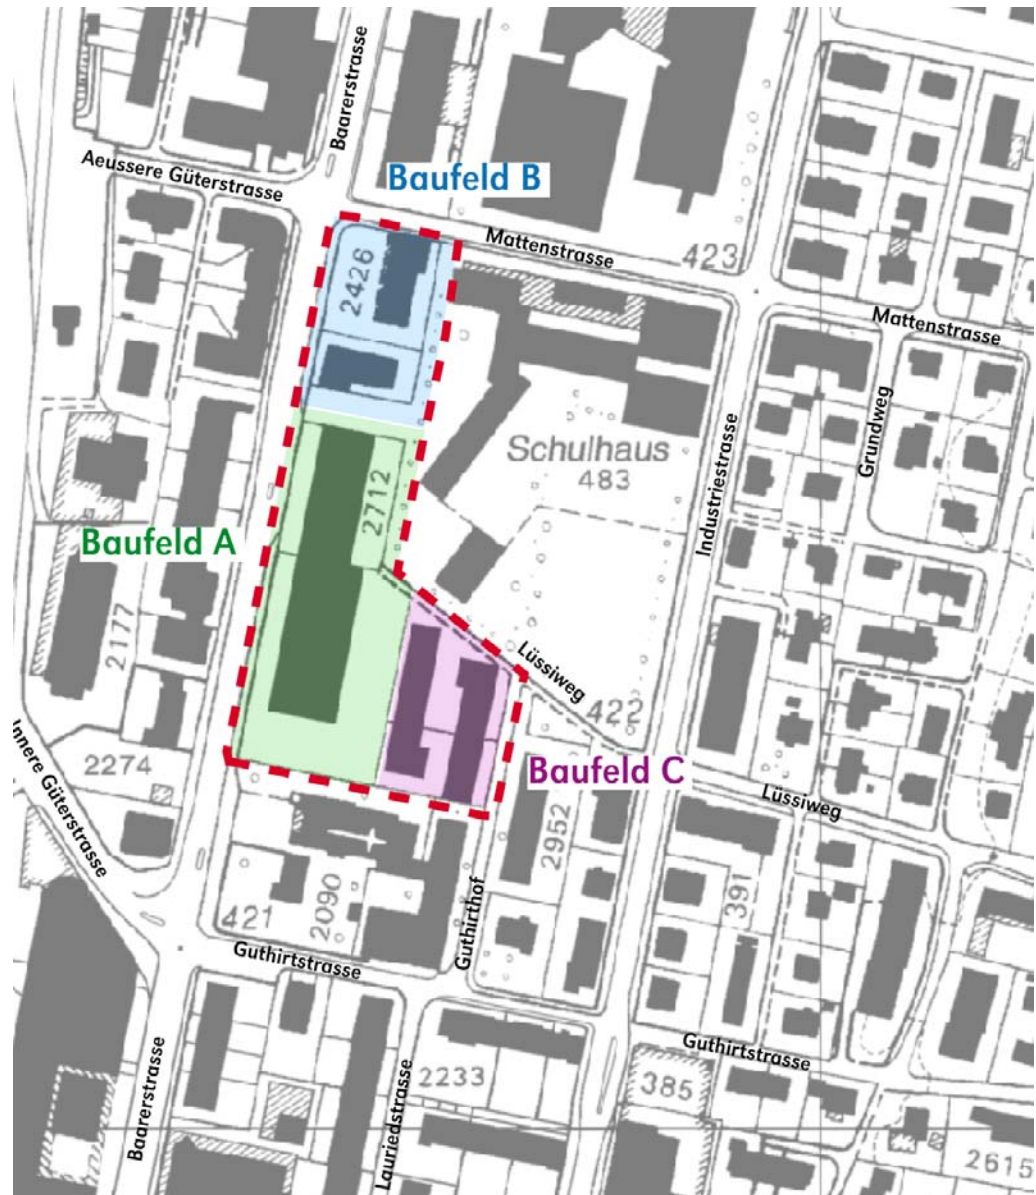 Baarerstrasse
Aeussere Güterstrasse
Baufeld B
Mattenstrasse
423
2426
Mattenstrasse
Grundweg
Industriestrasse
Schulhaus
483
2712
Baufeld A
2177
Lüssiweg
422
Innere Güterstrasse
2274
Baufeld C
Lüssiweg
2952
391
2090
421
Guthirthof
Guthirtstrasse
Guthirtstrasse
2233
385
Baarerstrasse
Lauriedstrasse
2615